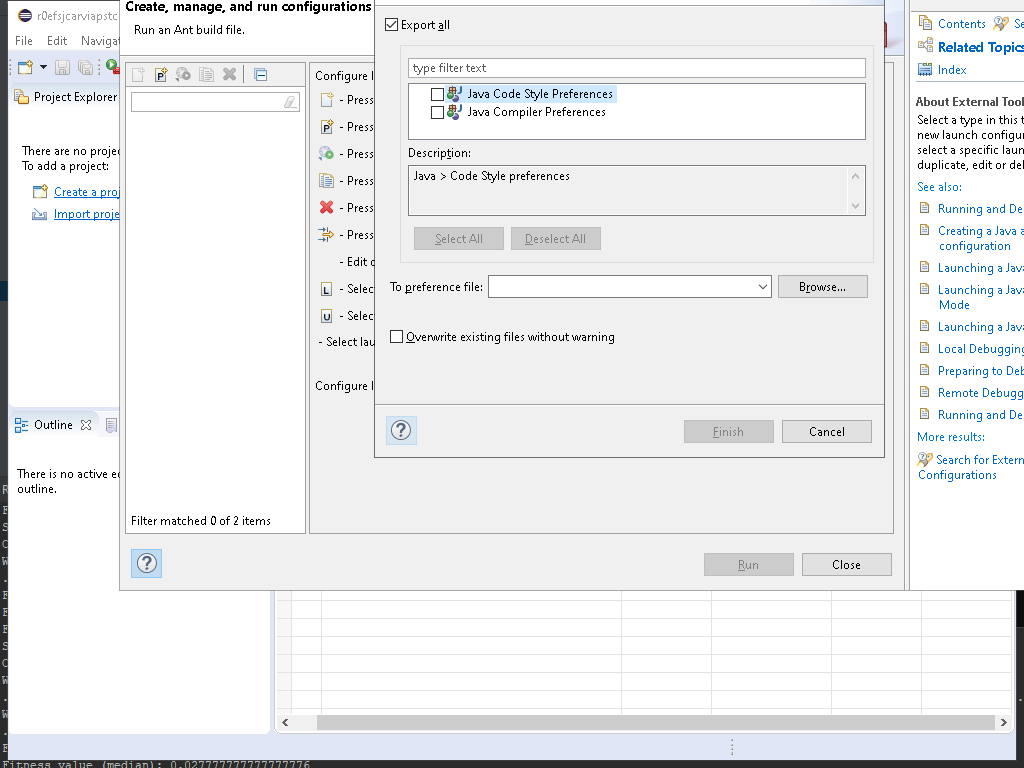 r0efsjcarviapstc
File Edit Navigat
Project Explorer
There are no proje
To add a project:
Create a proj
Import proje
Outline
There is no active ed
outline.
Create, manage, and run configurations
Run an Ant build file.
Filter matched 0 of 2 items
Configure l
- Press
- Press
- Press
- Press
- Press
- Press
- Edit o
- Selec
- Selec
- Select lau
Configure l
Run
Close
Export all
type filter text
Java Code Style Preferences
Java Compiler Preferences
Description:
Java > Code Style preferences
Select All
Deselect All
To preference file:
Browse...
Overwrite existing files without warning
Finish
Cancel
Contents
Se
Related Topics
Index
About External Tool
Select a type in this t
new launch configur
select a specific laun
duplicate, edit or del
See also:
Running and De
Creating a Java a
configuration
Launching a Java
Launching a Java
Mode
Launching a Java
Local Debugging
Preparing to Deb
Remote Debugg
Running and De
More results:
Search for Extern
Configurations
Fitness value (median): 0.027777777777777776